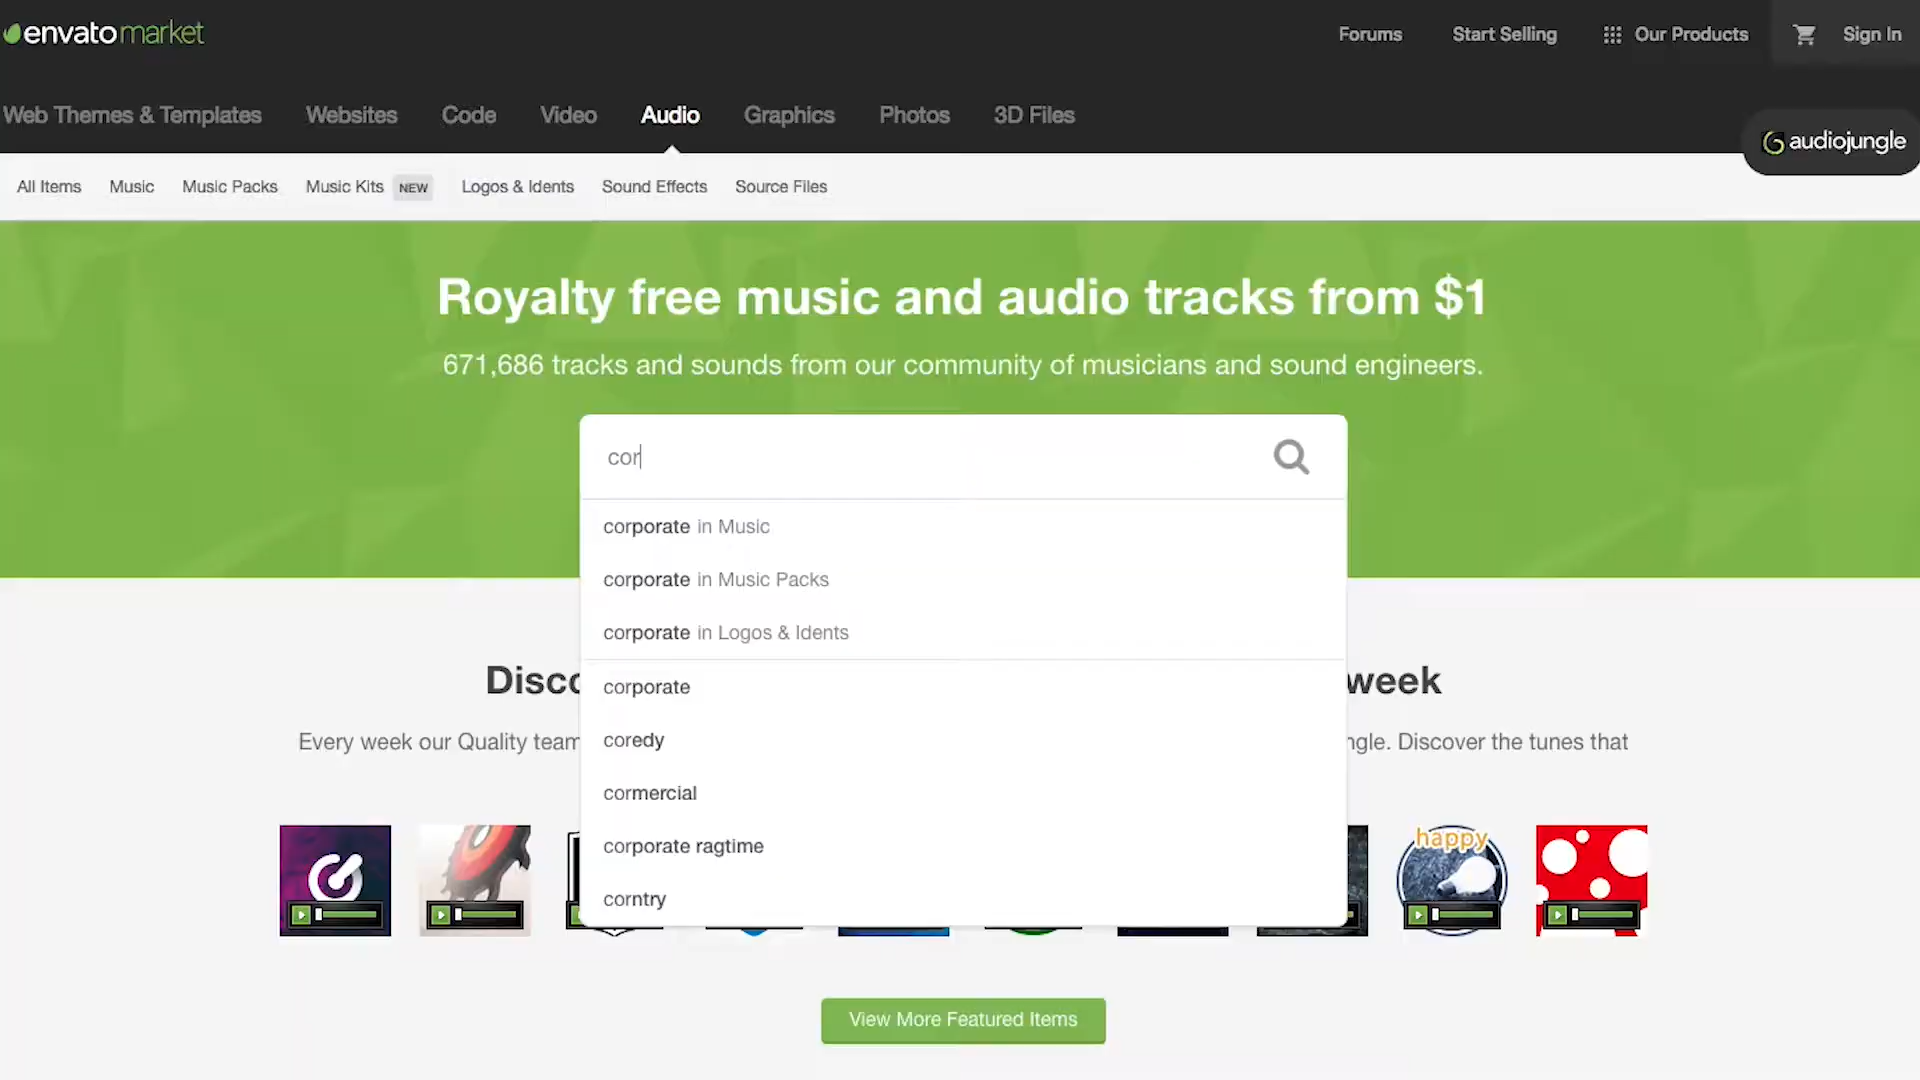 envato market
Forums
Start Selling
Our Products
Sign In
Web Themes & Templates
Websites
Code
Video
Audio
Graphics
Photos
3D Files
audiojungle
All Items
Music
Music Packs
Music Kits NEW
Logos & Idents
Sound Effects
Source Files
Royalty free music and audio tracks from $1
671,686 tracks and sounds from our community of musicians and sound engineers.
cor
corporate in Music
corporate in Music Packs
corporate in Logos & Idents
week
corporate
Every week our Quality team
Discover the tunes that
coredy
cormercial
corporate ragtime
corntry
happy
View More Featured Items